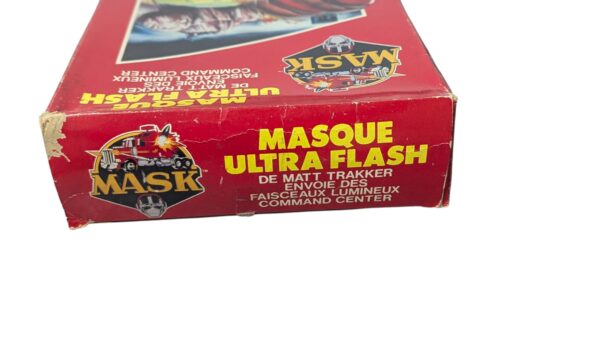 MASK
MASQUE
ULTRA FLASH
DE MATT TRAKKER
ENVOIE DES
FAISCEAUX LUMINEUX
COMMAND CENTER
MASK
MASQUE
ULTRA FLASH
DE MATT TRAKKER
ENVOIE DES
FAISCEAUX LUMINEUX
COMMAND CENTER